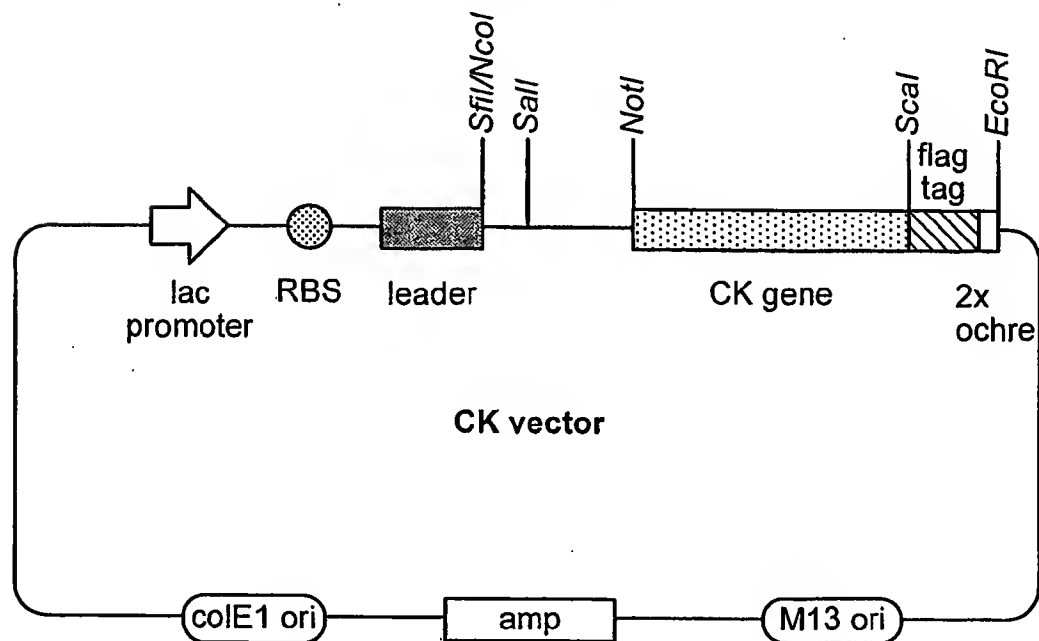 SfiI/NcoI
SalI
NotI
ScaI
EcoRI
flag
tag
lac
promoter
RBS
leader
CK gene
2x
ochre
CK vector
colE1 ori
amp
M13 ori